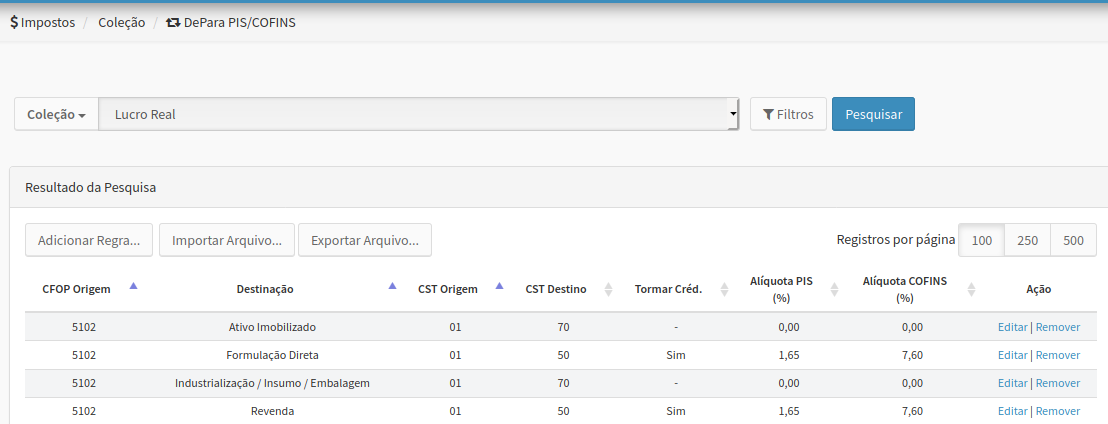 $ Impostos / Coleção / DePara PIS/COFINS
Coleção Lucro Real Filtros Pesquisar
Resultado da Pesquisa
Adicionar Regra... Importar Arquivo... Exportar Arquivo... Registros por página 100 250 500
CFOP Origem Destinação CST Origem CST Destino Tormar Créd. Alíquota PIS (%) Alíquota COFINS (%) Ação
5102 Ativo Imobilizado 01 70 - 0,00 0,00 Editar | Remover
5102 Formulação Direta 01 50 Sim 1,65 7,60 Editar | Remover
5102 Industrialização / Insumo / Embalagem 01 70 - 0,00 0,00 Editar | Remover
5102 Revenda 01 50 Sim 1,65 7,60 Editar | Remover